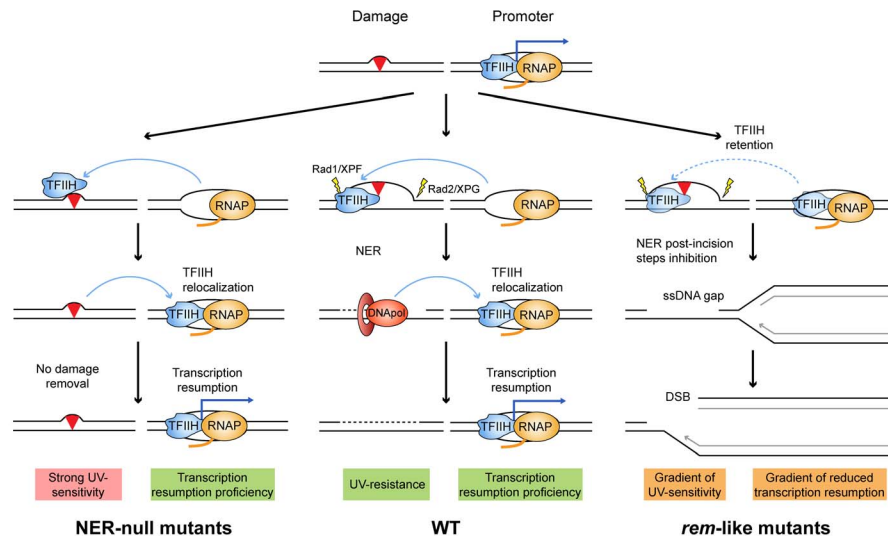 Damage
Promoter
TFIIH
RNAP
TFIIH
retention
Rad1/XPF
Rad2/XPG
TFIIH
RNAP
TFIIH
RNAP
TFIIH
TFIIH
RNAP
NER
NER post-incision
steps inhibition
TFIIH
relocalization
TFIIH
relocalization
ssDNA gap
TFIIH
RNAP
DNApol
TFIIH
RNAP
No damage
removal
Transcription
resumption
Transcription
resumption
DSB
TFIIH
RNAP
TFIIH
RNAP
Strong UV-
sensitivity
Transcription
resumption proficiency
UV-resistance
Transcription
resumption proficiency
Gradient of
UV-sensitivity
Gradient of reduced
transcription resumption
NER-null mutants
WT
rem-like mutants